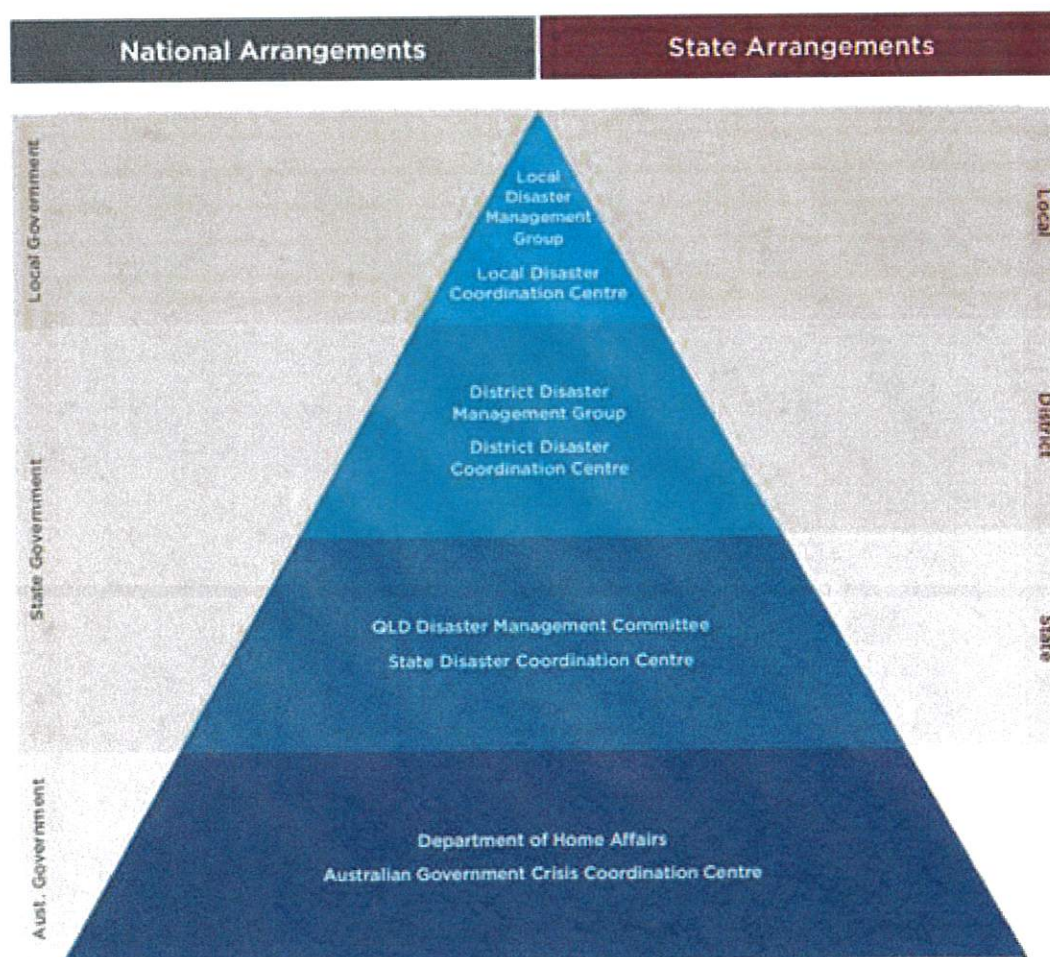 National Arrangements
State Arrangements
Local Government
Local
Disaster
Management
Group
Local Disaster
Coordination Centre
Local
State Government
District Disaster
Management Group
District Disaster
Coordination Centre
District
QLD Disaster Management Committee
State Disaster Coordination Centre
State
Aust. Government
Department of Home Affairs
Australian Government Crisis Coordination Centre